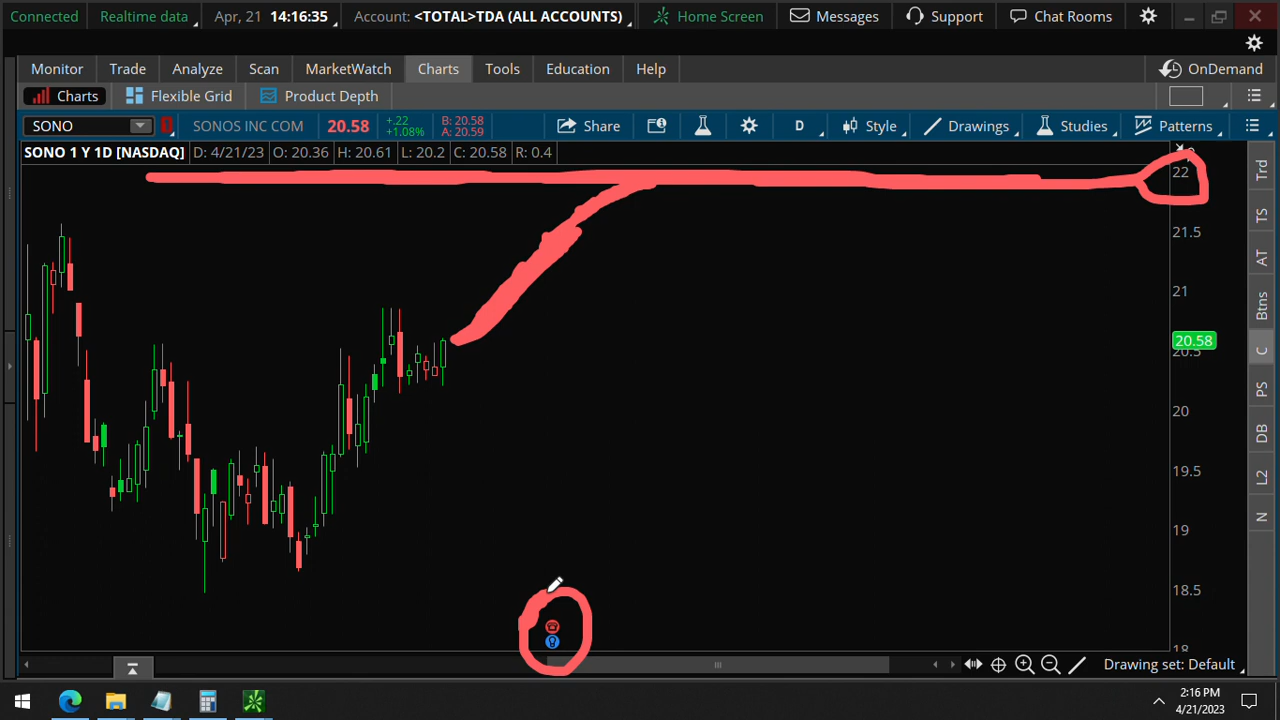 Connected Realtime data Apr, 21 14:16:35 Account: <TOTAL>TDA (ALL ACCOUNTS) Home Screen Messages Support Chat Rooms
Monitor Trade Analyze Scan MarketWatch Charts Tools Education Help OnDemand
Charts Flexible Grid Product Depth
SONO SONOS INC COM 20.58 +.22 +1.08% B: 20.58 A: 20.59 Share D Style Drawings Studies Patterns
SONO 1 Y 1D [NASDAQ] D: 4/21/23 O: 20.36 H: 20.61 L: 20.2 C: 20.58 R: 0.4
22
21.5
21
20.58
20.5
20
19.5
19
18.5
18
Trd
TS
AT
Btns
C
PS
DB
L2
N
Drawing set: Default
2:16 PM
4/21/2023